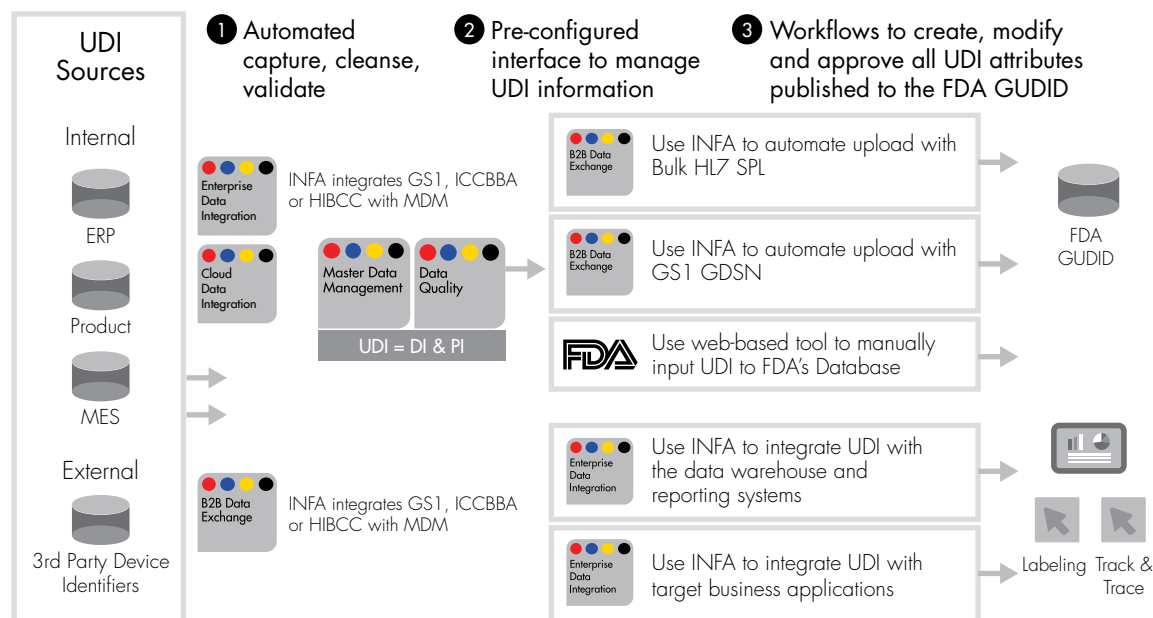 UDI
Sources
1 Automated
capture, cleanse,
validate
2 Pre-configured
interface to manage
UDI information
3 Workflows to create, modify
and approve all UDI attributes
published to the FDA GUDID
Internal
ERP
Product
MES
External
3rd Party Device
Identifiers
Enterprise
Data
Integration
INFA integrates GS1, ICCBBA
or HIBCC with MDM
Cloud
Data
Integration
Master Data
Management
Data
Quality
UDI = DI & PI
B2B Data
Exchange
INFA integrates GS1, ICCBBA
or HIBCC with MDM
B2B Data
Exchange
Use INFA to automate upload with
Bulk HL7 SPL
B2B Data
Exchange
Use INFA to automate upload with
GS1 GDSN
FDA
Use web-based tool to manually
input UDI to FDA's Database
Enterprise
Data
Integration
Use INFA to integrate UDI with
the data warehouse and
reporting systems
Enterprise
Data
Integration
Use INFA to integrate UDI with
target business applications
FDA
GUDID
Labeling
Track &
Trace